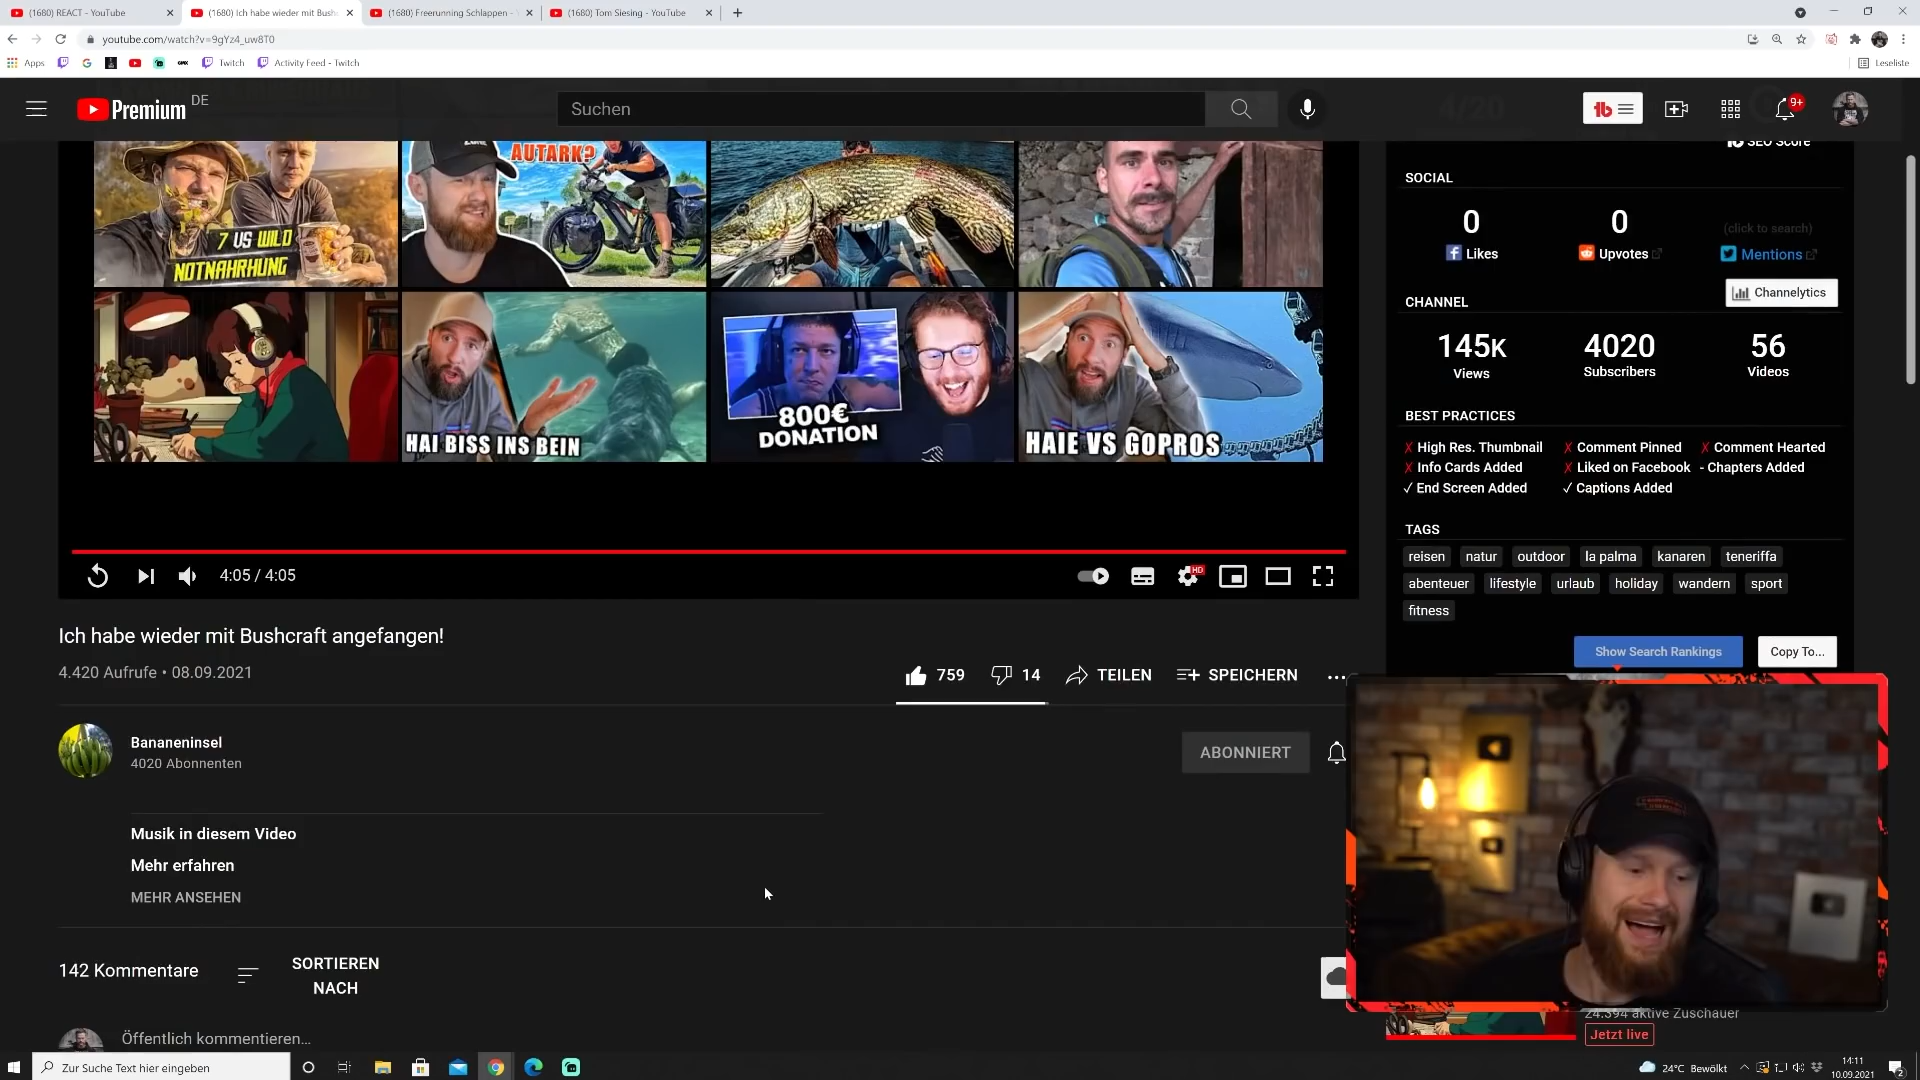 (1680) REACT - YouTube
(1680) Ich habe wieder mit Bush
(1680) Freerunning Schlappen -
(1680) Tom Siesing - YouTube
youtube.com/watch?v=9gYz4_uw8T0
Apps
Twitch
Activity Feed - Twitch
Leseliste
Premium DE
Suchen
9+
SEO Score
AUTARK?
7 VS WILD
NOTNAHRHUNG
HAI BISS INS BEIN
800€
DONATION
HAIE VS GOPROS
SOCIAL
0
Likes
0
Upvotes
(click to search)
Mentions
CHANNEL
Channelytics
145K
Views
4020
Subscribers
56
Videos
BEST PRACTICES
✗ High Res. Thumbnail
✗ Comment Pinned
✗ Comment Hearted
✗ Info Cards Added
✗ Liked on Facebook
- Chapters Added
✓ End Screen Added
✓ Captions Added
TAGS
reisen natur outdoor la palma kanaren teneriffa
abenteuer lifestyle urlaub holiday wandern sport
fitness
Show Search Rankings
Copy To...
4:05 / 4:05
HD
Ich habe wieder mit Bushcraft angefangen!
4.420 Aufrufe • 08.09.2021
759
14
TEILEN
SPEICHERN
Bananeninsel
4020 Abonnenten
ABONNIERT
Musik in diesem Video
Mehr erfahren
MEHR ANSEHEN
142 Kommentare
SORTIEREN
NACH
Öffentlich kommentieren...
24.394 aktive Zuschauer
Jetzt live
Zur Suche Text hier eingeben
24°C Bewölkt
14:11
10.09.2021
2